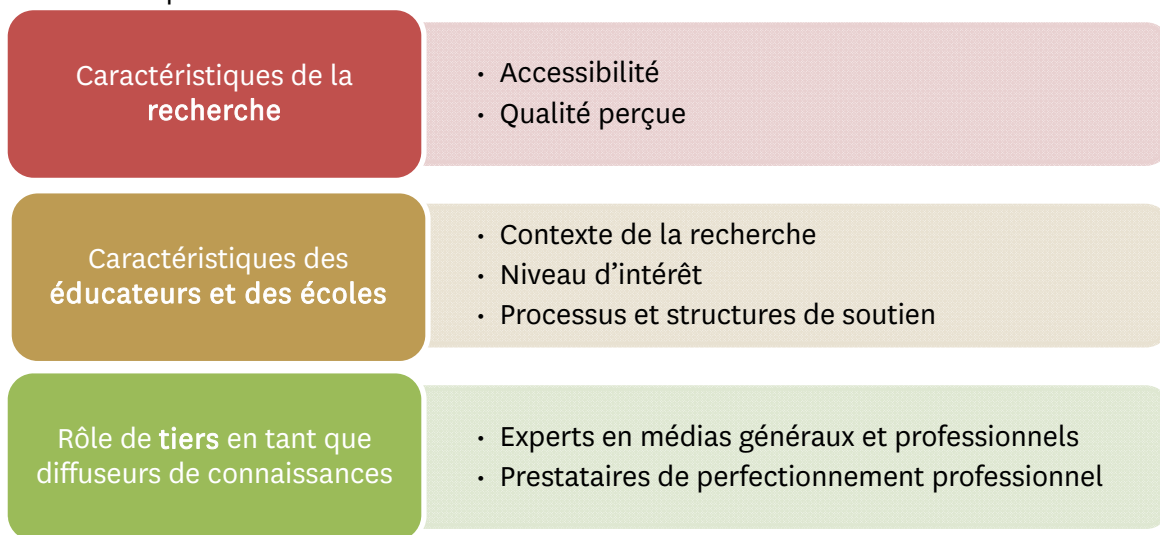 Caractéristiques de la
recherche
• Accessibilité
• Qualité perçue
Caractéristiques des
éducateurs et des écoles
• Contexte de la recherche
• Niveau d'intérêt
• Processus et structures de soutien
Rôle de tiers en tant que
diffuseurs de connaissances
• Experts en médias généraux et professionnels
• Prestataires de perfectionnement professionnel